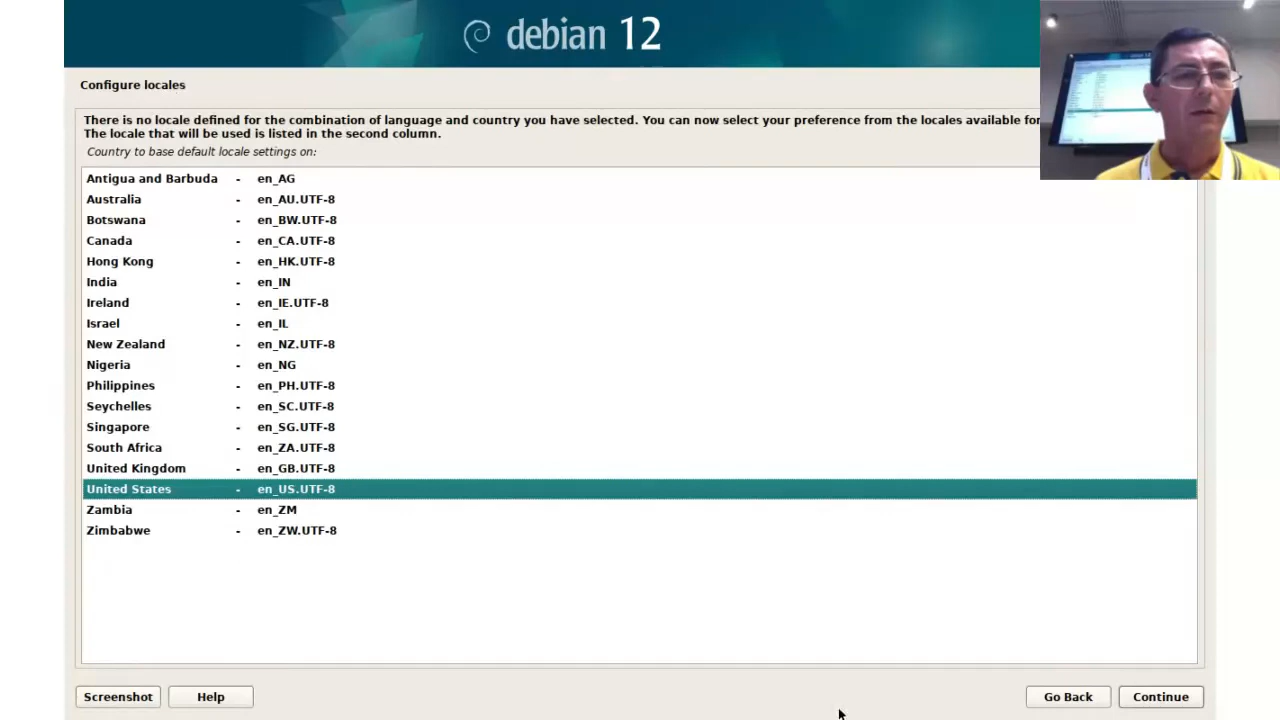 debian 12
Configure locales
There is no locale defined for the combination of language and country you have selected. You can now select your preference from the locales available for
The locale that will be used is listed in the second column.
Country to base default locale settings on:
Antigua and Barbuda - en_AG
Australia - en_AU.UTF-8
Botswana - en_BW.UTF-8
Canada - en_CA.UTF-8
Hong Kong - en_HK.UTF-8
India - en_IN
Ireland - en_IE.UTF-8
Israel - en_IL
New Zealand - en_NZ.UTF-8
Nigeria - en_NG
Philippines - en_PH.UTF-8
Seychelles - en_SC.UTF-8
Singapore - en_SG.UTF-8
South Africa - en_ZA.UTF-8
United Kingdom - en_GB.UTF-8
United States - en_US.UTF-8
Zambia - en_ZM
Zimbabwe - en_ZW.UTF-8
Screenshot Help Go Back Continue